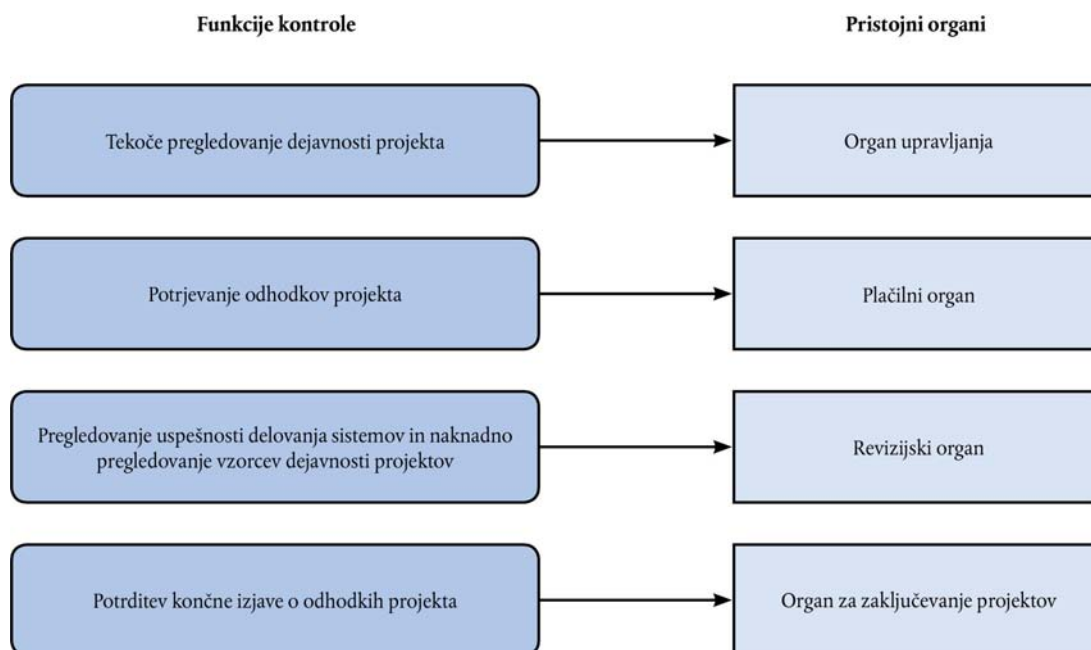 Funkcije kontrole
Pristojni organi
Tekoče pregledovanje dejavnosti projekta
Organ upravljanja
Potrjevanje odhodkov projekta
Plačilni organ
Pregledovanje uspešnosti delovanja sistemov in naknadno
pregledovanje vzorcev dejavnosti projektov
Revizijski organ
Potrditev končne izjave o odhodkih projekta
Organ za zaključevanje projektov